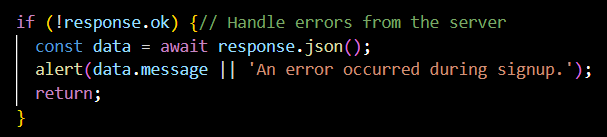 if (!response.ok) {// Handle errors from the server
const data = await response.json();
alert(data.message || 'An error occurred during signup.');
return;
}